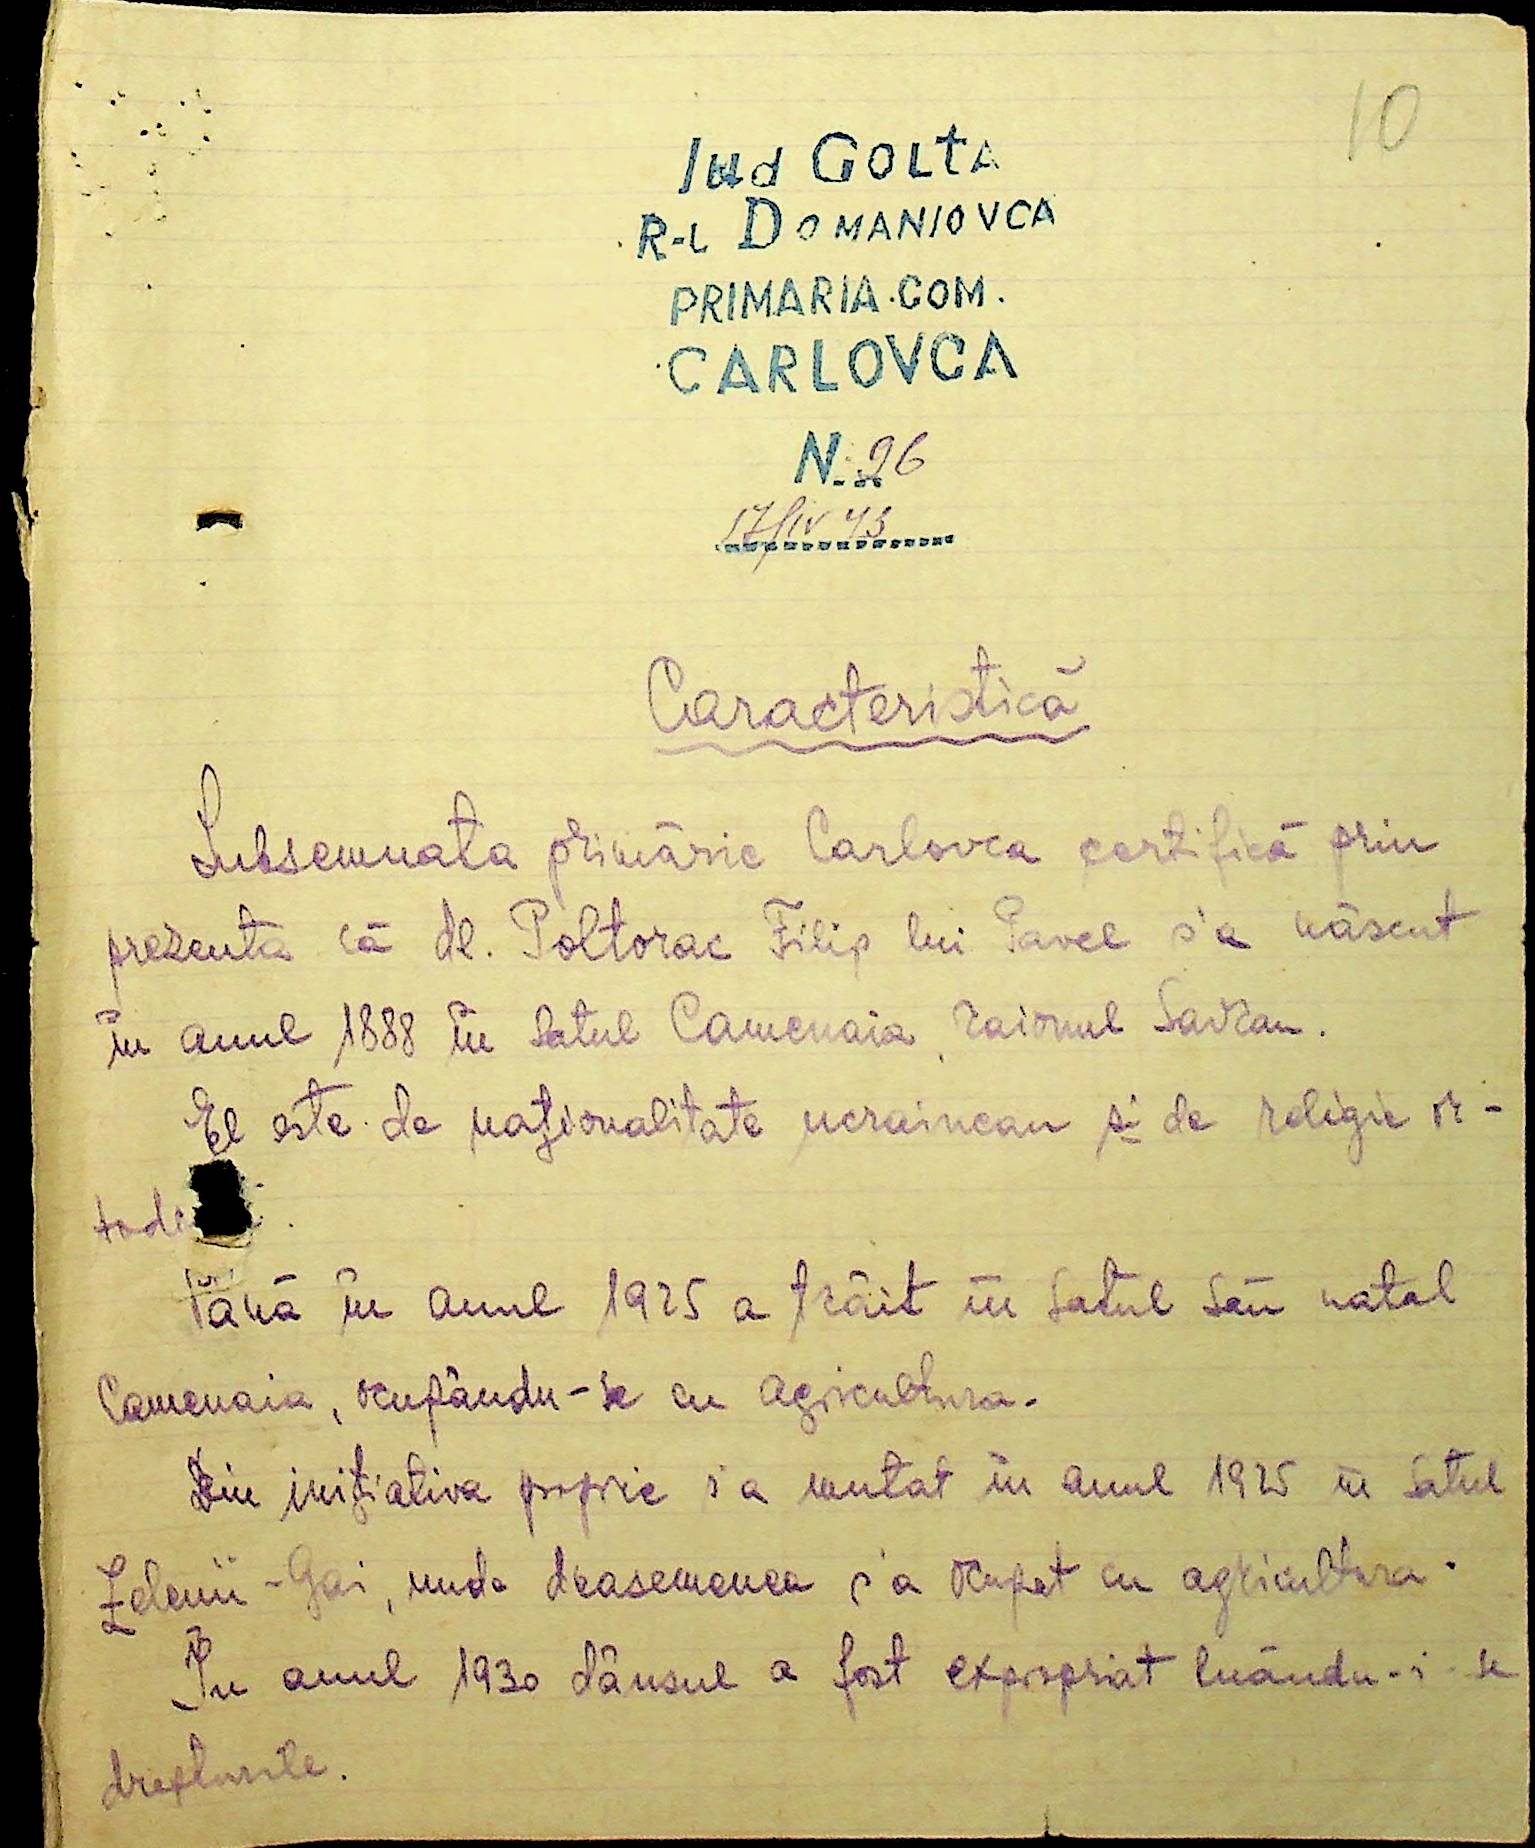 10
Jud GOLTA
R-L DOMANIOVCA
PRIMARIA.COM.
CARLOVCA
N. 26
17/IV 43
Caracteristică
Subsemnata primărie Carlovca certifică prin
prezenta că dl. Poltorac Filip lui Pavel s'a născut
în anul 1888 în satul Camenaia, raionul Savran.
El este de naţionalitate ucrainean şi de religie or-
Până în anul 1925 a trăit în satul său natal
Camenaia, ocupându-se cu agricultura.
Din iniţiativa proprie s'a mutat în anul 1925 în satul
Zelenii-Gai, unde deasemenea s'a ocupat cu agricultura.
În anul 1930 dânsul a fost expropriat luându-i-se
drepturile.